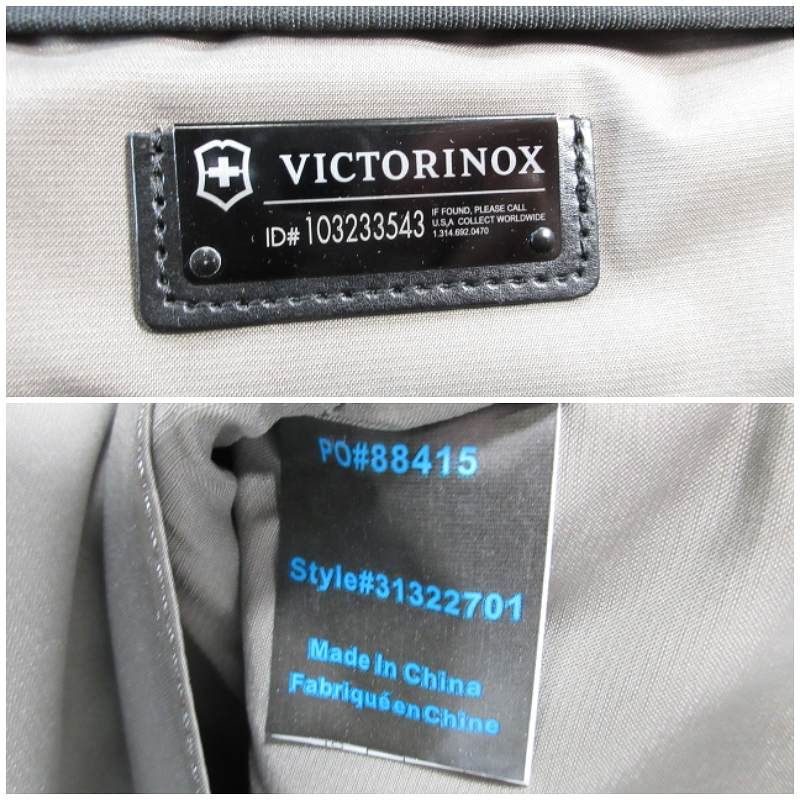 VICTORINOX
ID# 103233543
IF FOUND, PLEASE CALL
U.S,A COLLECT WORLDWIDE
1.314.692.0470
PO#88415
Style#31322701
Made In China
Fabriqué en Chine